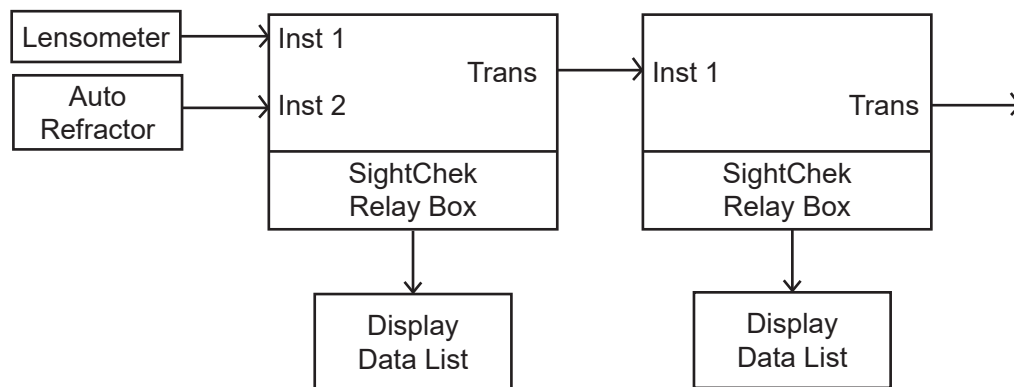 Lensometer
Auto
Refractor
Inst 1
Trans
Inst 2
SightChek
Relay Box
Display
Data List
Inst 1
Trans
SightChek
Relay Box
Display
Data List